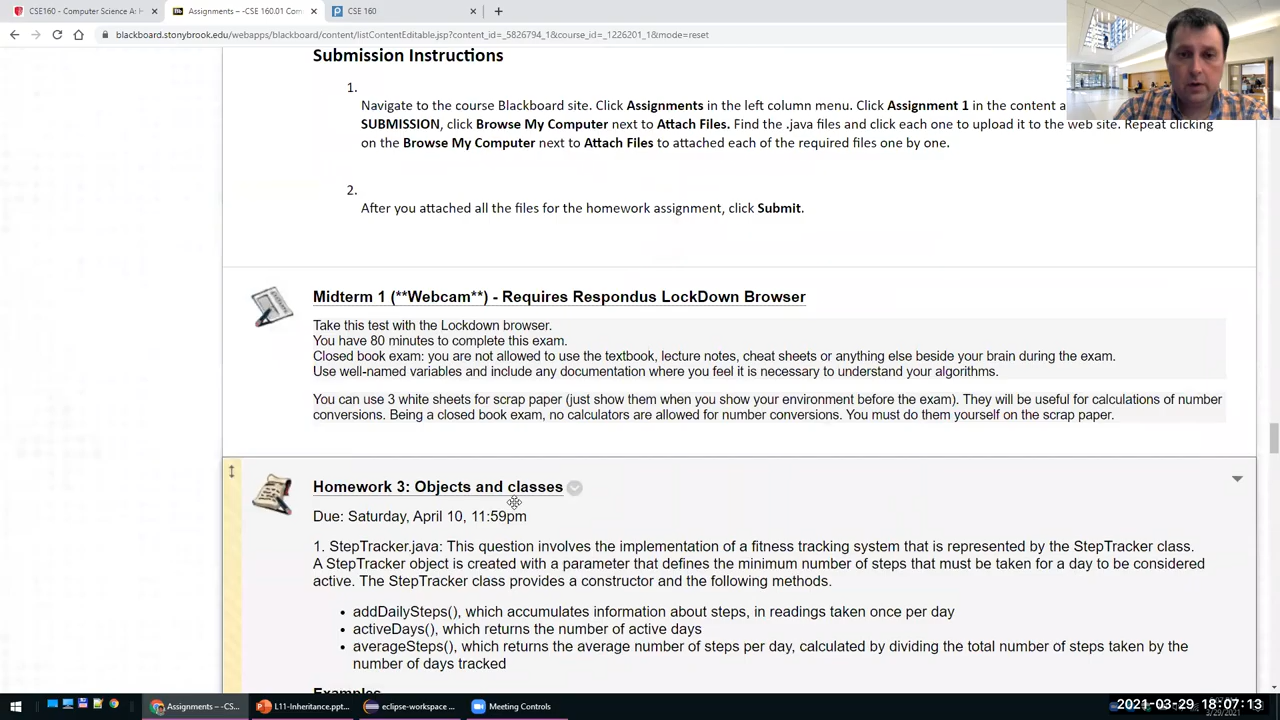 CSE160 - Computer Science A: H
Assignments – -CSE 160.01 Com
CSE 160
blackboard.stonybrook.edu/webapps/blackboard/content/listContentEditable.jsp?content_id=_5826794_1&course_id=_1226201_1&mode=reset
Submission Instructions
1.
Navigate to the course Blackboard site. Click Assignments in the left column menu. Click Assignment 1 in the content a
SUBMISSION, click Browse My Computer next to Attach Files. Find the .java files and click each one to upload it to the web site. Repeat clicking
on the Browse My Computer next to Attach Files to attached each of the required files one by one.
2.
After you attached all the files for the homework assignment, click Submit.
Midterm 1 (**Webcam**) - Requires Respondus LockDown Browser
Take this test with the Lockdown browser.
You have 80 minutes to complete this exam.
Closed book exam: you are not allowed to use the textbook, lecture notes, cheat sheets or anything else beside your brain during the exam.
Use well-named variables and include any documentation where you feel it is necessary to understand your algorithms.
You can use 3 white sheets for scrap paper (just show them when you show your environment before the exam). They will be useful for calculations of number
conversions. Being a closed book exam, no calculators are allowed for number conversions. You must do them yourself on the scrap paper.
Homework 3: Objects and classes
Due: Saturday, April 10, 11:59pm
1. StepTracker.java: This question involves the implementation of a fitness tracking system that is represented by the StepTracker class.
A StepTracker object is created with a parameter that defines the minimum number of steps that must be taken for a day to be considered
active. The StepTracker class provides a constructor and the following methods.
• addDailySteps(), which accumulates information about steps, in readings taken once per day
• activeDays(), which returns the number of active days
• averageSteps(), which returns the average number of steps per day, calculated by dividing the total number of steps taken by the
number of days tracked
Examples
Assignments – -CS...
L11-Inheritance.ppt...
eclipse-workspace ...
Meeting Controls
2021-03-29 18:07:13